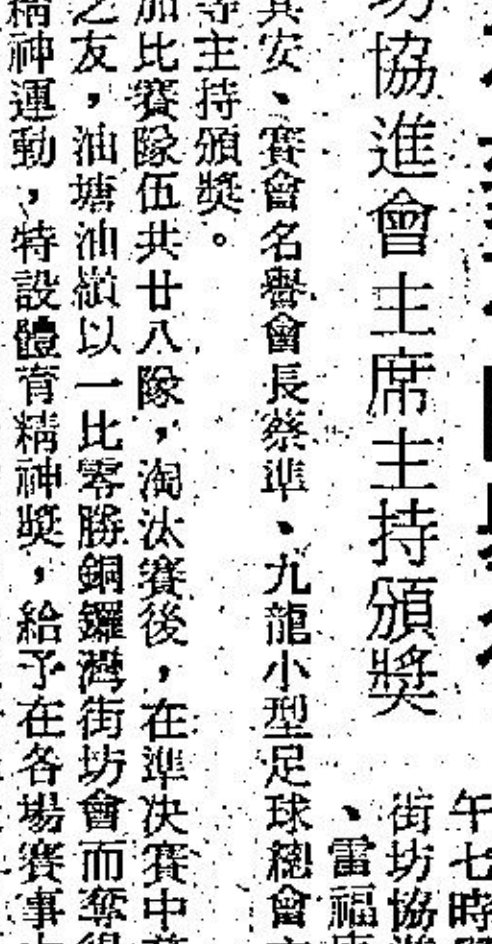 坊協進會主席主持頒獎
午七時
街坊協
、雷福
其安、賽會名譽會長蔡準、九龍小型足球總會
等主持頒獎。
加比賽隊伍共廿八隊，淘汰賽後，在準决賽中
之友，油塘油嶺以一比零勝銅鑼灣街坊會而奪得
精神運動，特設體育精神獎，給予在各場賽事